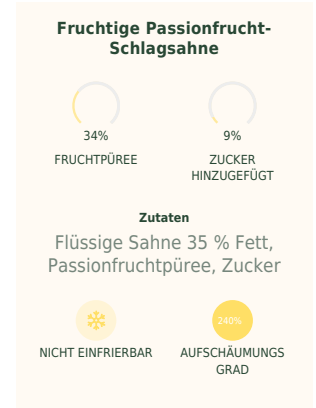 Fruchtige Passionfrucht-
Schlagsahne
34%
9%
FRUCHTPÜREE
ZUCKER
HINZUGEFÜGT
Zutaten
Flüssige Sahne 35 % Fett,
Passionfruchtpüree, Zucker
240%
NICHT EINFRIERBAR
AUFSCHÄUMUNGS
GRAD